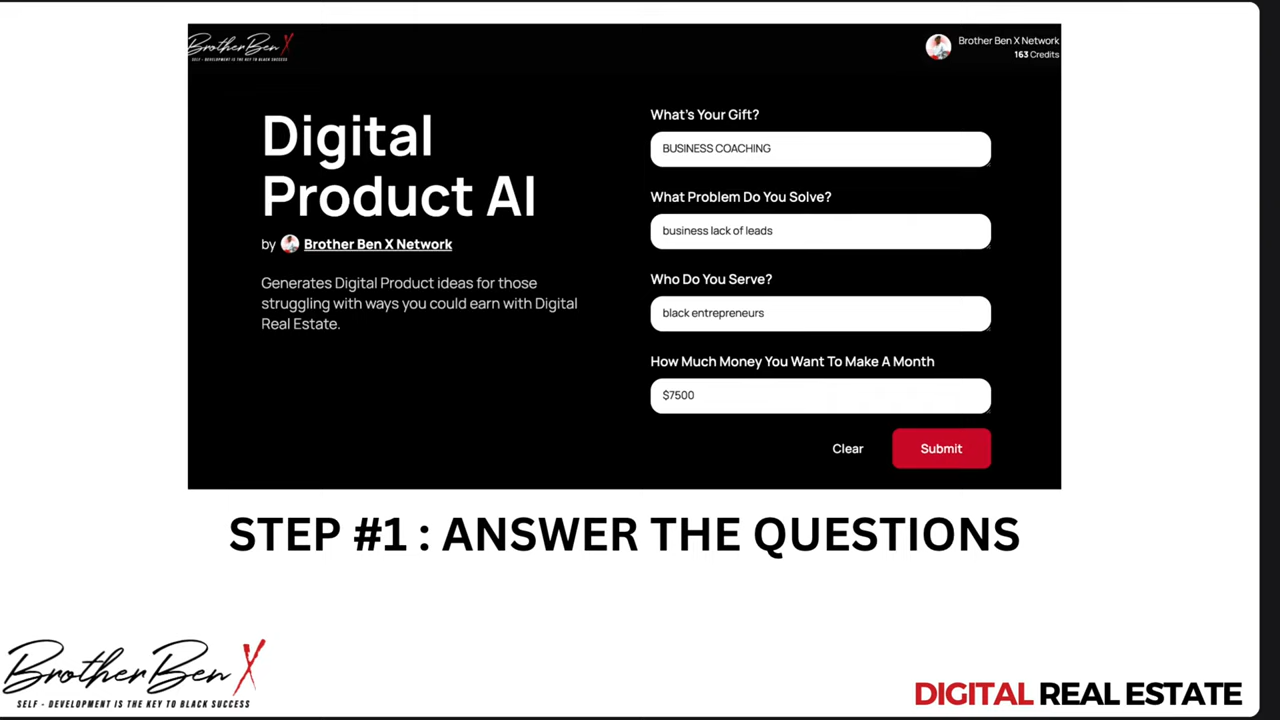 BrotherBen X
SELF - DEVELOPMENT IS THE KEY TO BLACK SUCCESS
Brother Ben X Network
163 Credits
Digital
Product AI
by Brother Ben X Network
Generates Digital Product ideas for those
struggling with ways you could earn with Digital
Real Estate.
What's Your Gift?
BUSINESS COACHING
What Problem Do You Solve?
business lack of leads
Who Do You Serve?
black entrepreneurs
How Much Money You Want To Make A Month
$7500
Clear
Submit
STEP #1 : ANSWER THE QUESTIONS
BrotherBen X
SELF - DEVELOPMENT IS THE KEY TO BLACK SUCCESS
DIGITAL REAL ESTATE